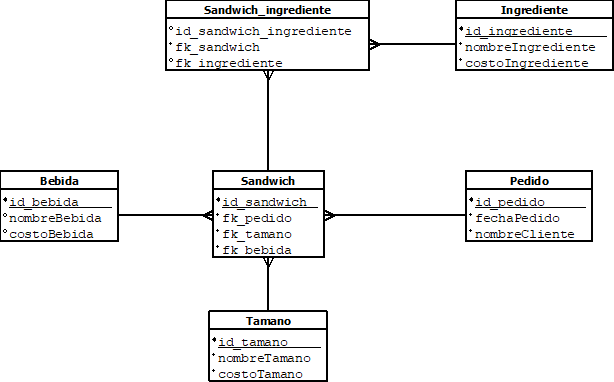 Sandwich_ingrediente
id_sandwich_ingrediente
fk_sandwich
fk_ingrediente
Ingrediente
id_ingrediente
nombreIngrediente
costoIngrediente
Bebida
id_bebida
nombreBebida
costoBebida
Sandwich
id_sandwich
fk_pedido
fk_tamano
fk_bebida
Pedido
id_pedido
fechaPedido
nombreCliente
Tamano
id_tamano
nombreTamano
costoTamano